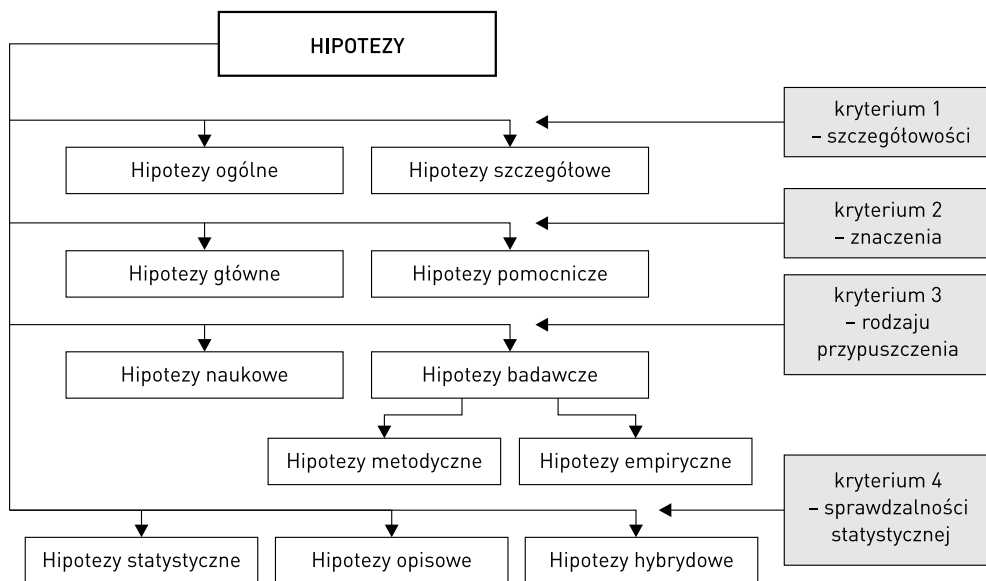 HIPOTEZY
kryterium 1
– szczegółowości
Hipotezy ogólne
Hipotezy szczegółowe
kryterium 2
– znaczenia
Hipotezy główne
Hipotezy pomocnicze
kryterium 3
– rodzaju
przypuszczenia
Hipotezy naukowe
Hipotezy badawcze
Hipotezy metodyczne
Hipotezy empiryczne
kryterium 4
– sprawdzalności
statystycznej
Hipotezy statystyczne
Hipotezy opisowe
Hipotezy hybrydowe